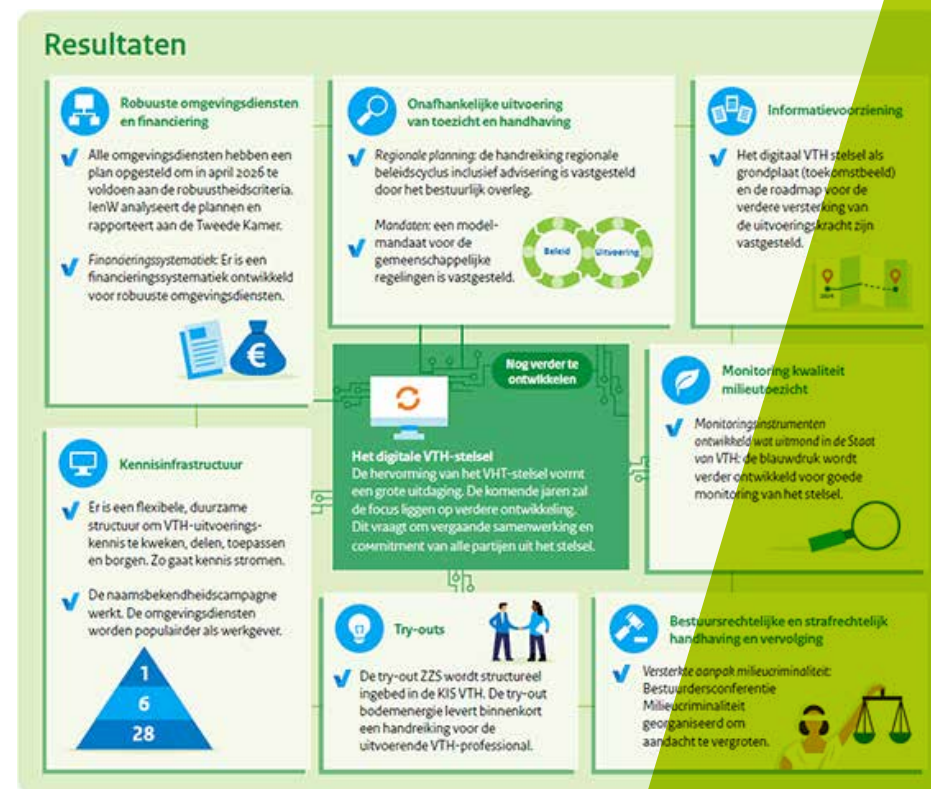 Resultaten
Robuuste omgevingsdiensten
en financiering
Alle omgevingsdiensten hebben een
plan opgesteld om in april 2026 te
voldoen aan de robuustheidscriteria.
IenW analyseert de plannen en
rapporteert aan de Tweede Kamer.
Financieringssystematiek: Er is een
financieringssystematiek ontwikkeld
voor robuuste omgevingsdiensten.
€
Onafhankelijke uitvoering
van toezicht en handhaving
Regionale planning: de handreiking regionale
beleidscyclus inclusief advisering is vastgesteld
door het bestuurlijk overleg.
Mandaten: een model-
mandaat voor de
gemeenschappelijke
regelingen is vastgesteld.
Beleid
Uitvoering
Informatievoorziening
Het digitaal VTH stelsel als
grondplaat (toekomstbeeld)
en de roadmap voor de
verdere versterking van
de uitvoeringskracht zijn
vastgesteld.
Nog verder te
ontwikkelen
Het digitale VTH-stelsel
De hervorming van het VHT-stelsel vormt
een grote uitdaging. De komende jaren zal
de focus liggen op verdere ontwikkeling.
Dit vraagt om vergaande samenwerking en
commitment van alle partijen uit het stelsel.
Monitoring kwaliteit
milieutoezicht
Monitoringsinstrumenten
ontwikkeld wat uitmond in de Staat
van VTH: de blauwdruk wordt
verder ontwikkeld voor goede
monitoring van het stelsel.
Kennisinfrastructuur
Er is een flexibele, duurzame
structuur om VTH-uitvoerings-
kennis te kweken, delen, toepassen
en borgen. Zo gaat kennis stromen.
De naamsbekendheidscampagne
werkt. De omgevingsdiensten
worden populairder als werkgever.
1
6
28
Try-outs
De try-out ZZS wordt structureel
ingebed in de KIS VTH. De try-out
bodemenergie levert binnenkort
een handreiking voor de
uitvoerende VTH-professional.
Bestuursrechtelijke en strafrechtelijk
handhaving en vervolging
Versterkte aanpak milieucriminaliteit:
Bestuurdersconferentie
Milieucriminaliteit
georganiseerd om
aandacht te vergroten.